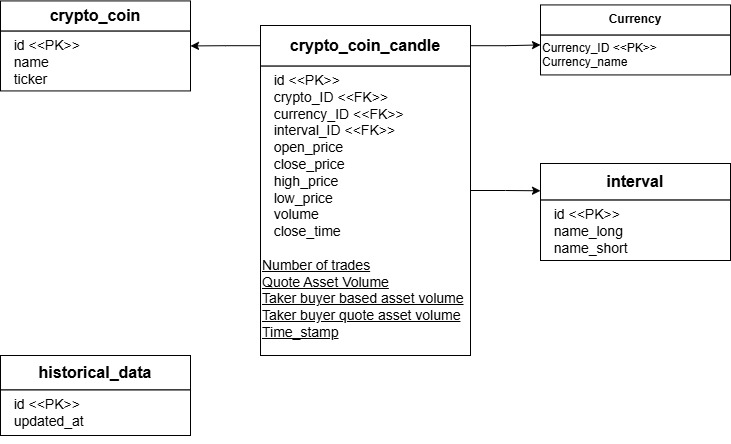 crypto_coin
id <<PK>>
name
ticker
crypto_coin_candle
id <<PK>>
crypto_ID <<FK>>
currency_ID <<FK>>
interval_ID <<FK>>
open_price
close_price
high_price
low_price
volume
close_time
Number of trades
Quote Asset Volume
Taker buyer based asset volume
Taker buyer quote asset volume
Time_stamp
Currency
Currency_ID <<PK>>
Currency_name
interval
id <<PK>>
name_long
name_short
historical_data
id <<PK>>
updated_at